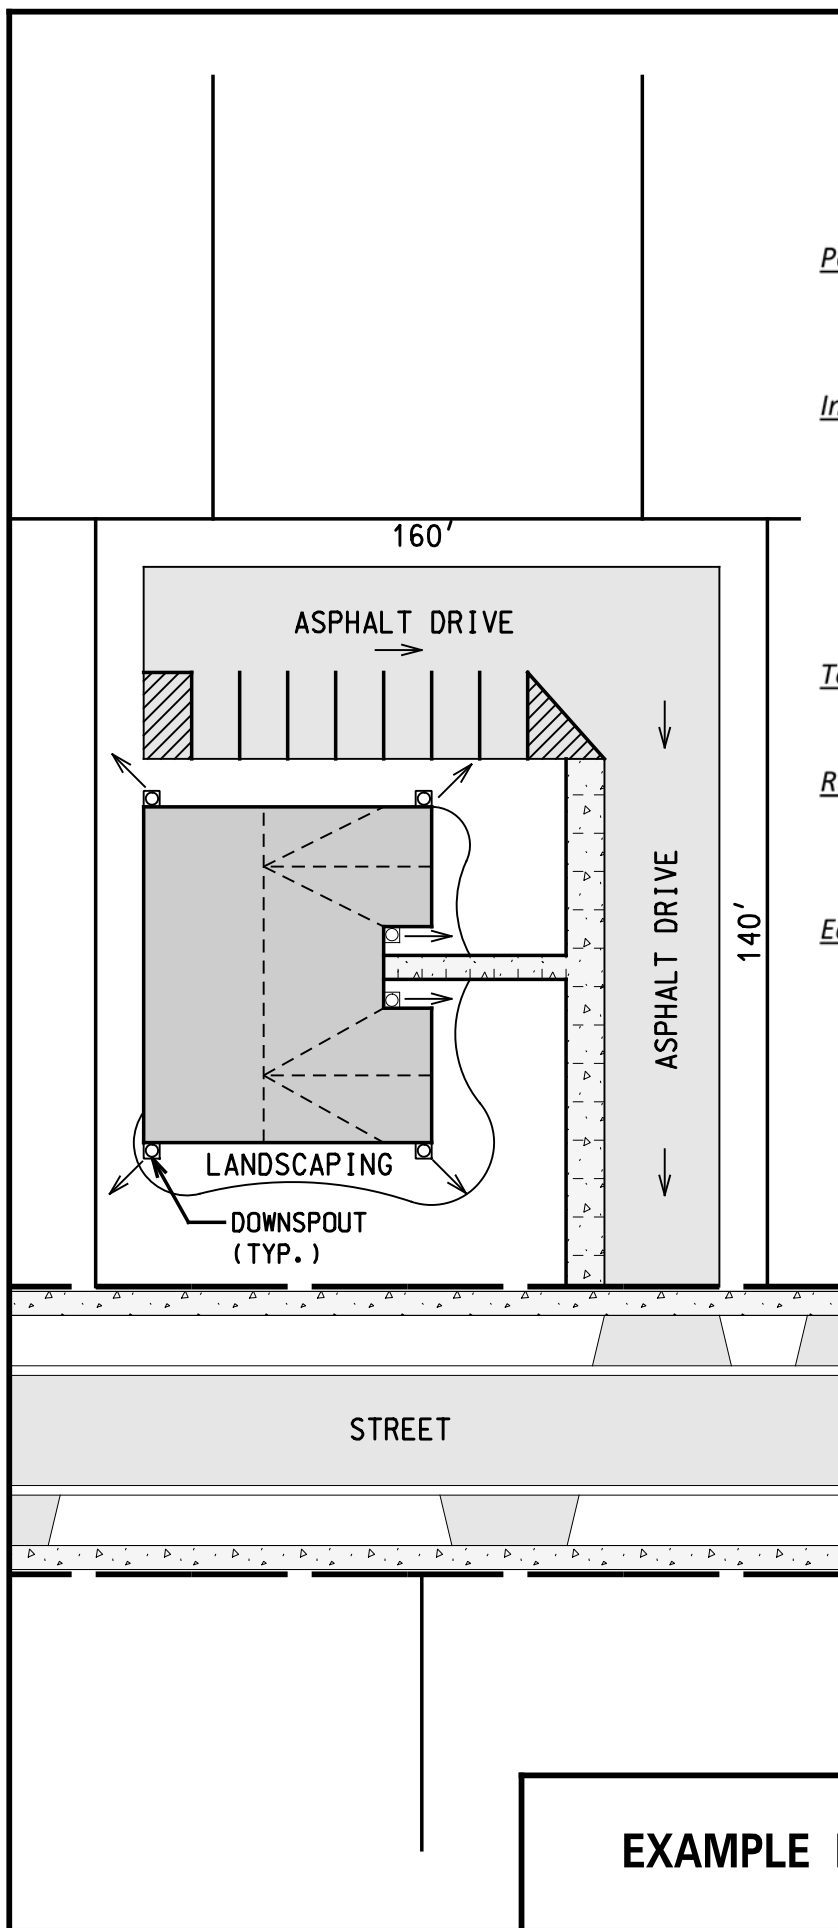 160'
ASPHALT DRIVE
ASPHALT DRIVE
140'
LANDSCAPING
DOWNSPOUT
(TYP.)
STREET
EXAMPLE